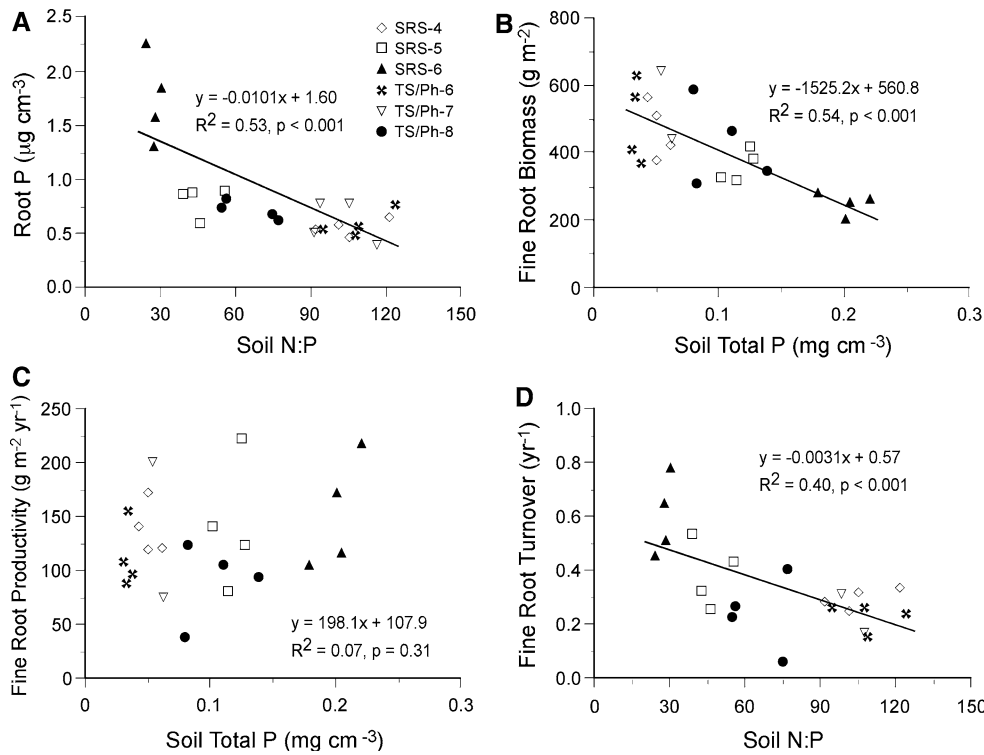 A
2.5
2.0
1.5
1.0
0.5
0.0
Root P (µg cm-3)
y = -0.0101x + 1.60
R2 = 0.53, p < 0.001
SRS-4
SRS-5
SRS-6
TS/Ph-6
TS/Ph-7
TS/Ph-8
0 30 60 90 120 150
Soil N:P
B
800
600
400
200
0
Fine Root Biomass (g m-2)
y = -1525.2x + 560.8
R2 = 0.54, p < 0.001
0 0.1 0.2 0.3
Soil Total P (mg cm -3)
C
250
200
150
100
50
0
Fine Root Productivity (g m-2 yr-1)
y = 198.1x + 107.9
R2 = 0.07, p = 0.31
0 0.1 0.2 0.3
Soil Total P (mg cm-3)
D
1.0
0.8
0.6
0.4
0.2
0.0
Fine Root Turnover (yr-1)
y = -0.0031x + 0.57
R2 = 0.40, p < 0.001
0 30 60 90 120 150
Soil N:P